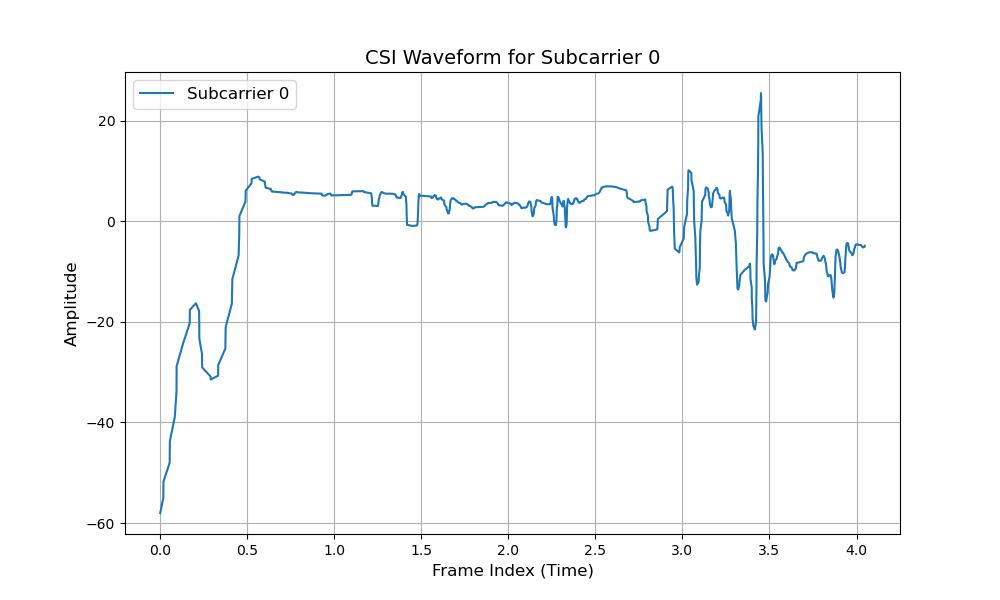 CSI Waveform for Subcarrier 0
Subcarrier 0
Amplitude
20
0
−20
−40
−60
0.0 0.5 1.0 1.5 2.0 2.5 3.0 3.5 4.0
Frame Index (Time)